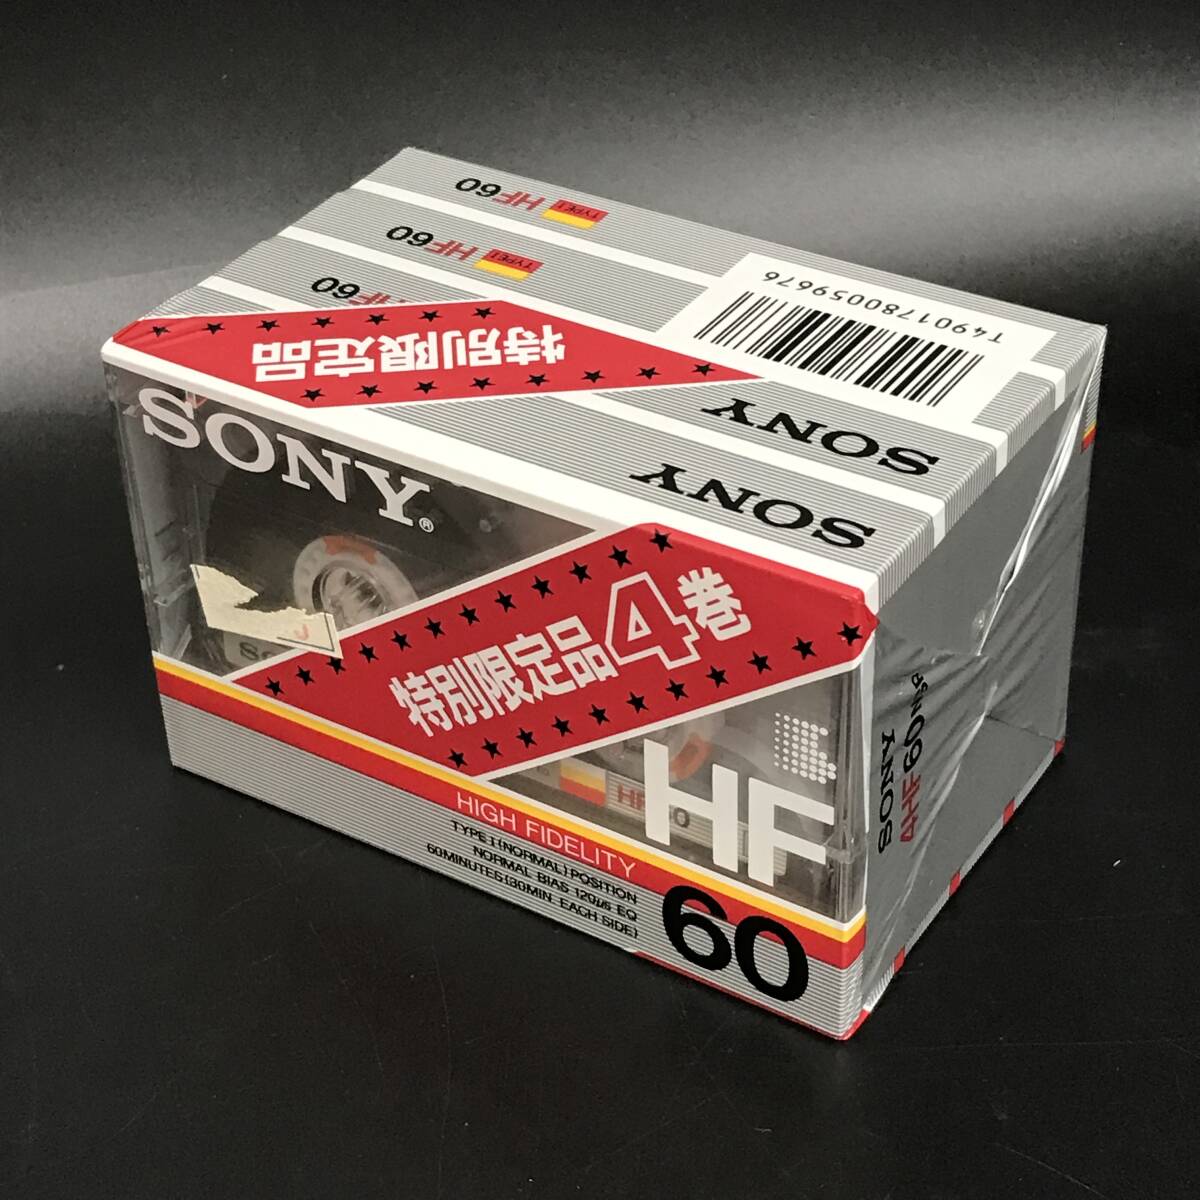 HF60 TYPE I
HF60 TYPE I
HF60
T4901780059676
特別限定品
SONY
SONY
SONY®
特別限定品4巻
HF
HIGH FIDELITY
TYPE I (NORMAL) POSITION
NORMAL BIAS 120μs EQ
60MINUTES (30MIN. EACH SIDE)
60
SONY
4HF60